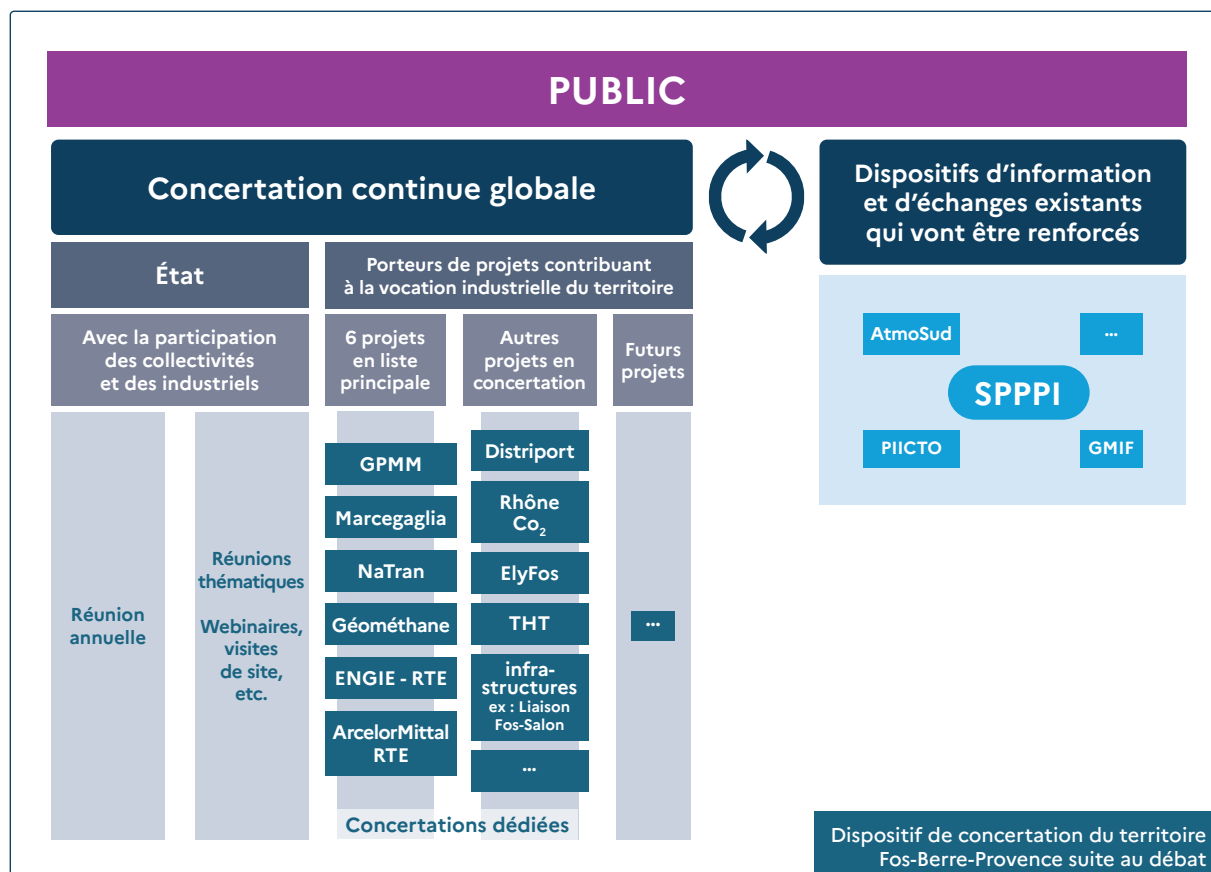 PUBLIC
Concertation continue globale
Dispositifs d'information
et d'échanges existants
qui vont être renforcés
État
Porteurs de projets contribuant
à la vocation industrielle du territoire
Avec la participation
des collectivités
et des industriels
6 projets
en liste
principale
Autres
projets en
concertation
Futurs
projets
Réunion
annuelle
Réunions
thématiques
Webinaires,
visites
de site,
etc.
GPMM
Marcegaglia
NaTran
Géométhane
ENGIE - RTE
ArcelorMittal
RTE
Distriport
Rhône
Co₂
ElyFos
THT
infra-
structures
ex : Liaison
Fos-Salon
...
...
Concertations dédiées
AtmoSud
...
SPPPI
PIICTO
GMIF
Dispositif de concertation du territoire
Fos-Berre-Provence suite au débat